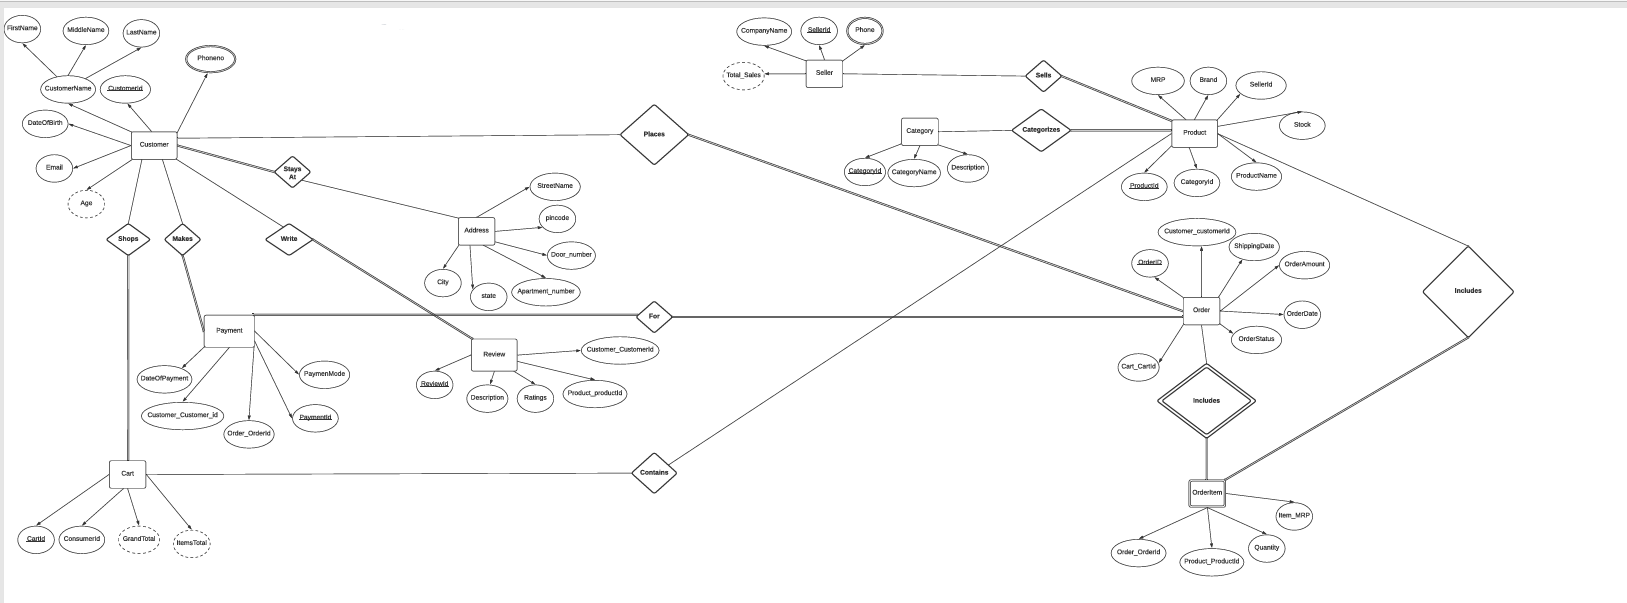 FirstName
MiddleName
LastName
Phoneno
CustomerName
CustomerId
DateOfBirth
Customer
Email
Age
CompanyName
SellerId
Phone
Total_Sales
Seller
Sells
MRP
Brand
SellerId
Stock
Category
Categorizes
Product
CategoryId
CategoryName
Description
ProductId
CategoryId
ProductName
Places
Stays
At
StreetName
pincode
Address
Door_number
City
state
Apartment_number
Shops
Makes
Write
Customer_customerId
ShippingDate
OrderID
OrderAmount
Includes
Order
OrderDate
OrderStatus
Cart_CartId
For
Payment
Review
Customer_CustomerId
DateOfPayment
PaymenMode
ReviewId
Description
Ratings
Product_productId
Customer_Customer_id
PaymentId
Order_OrderId
Includes
Cart
Contains
OrderItem
CartId
ConsumerId
GrandTotal
ItemsTotal
Item_MRP
Order_OrderId
Product_ProductId
Quantity